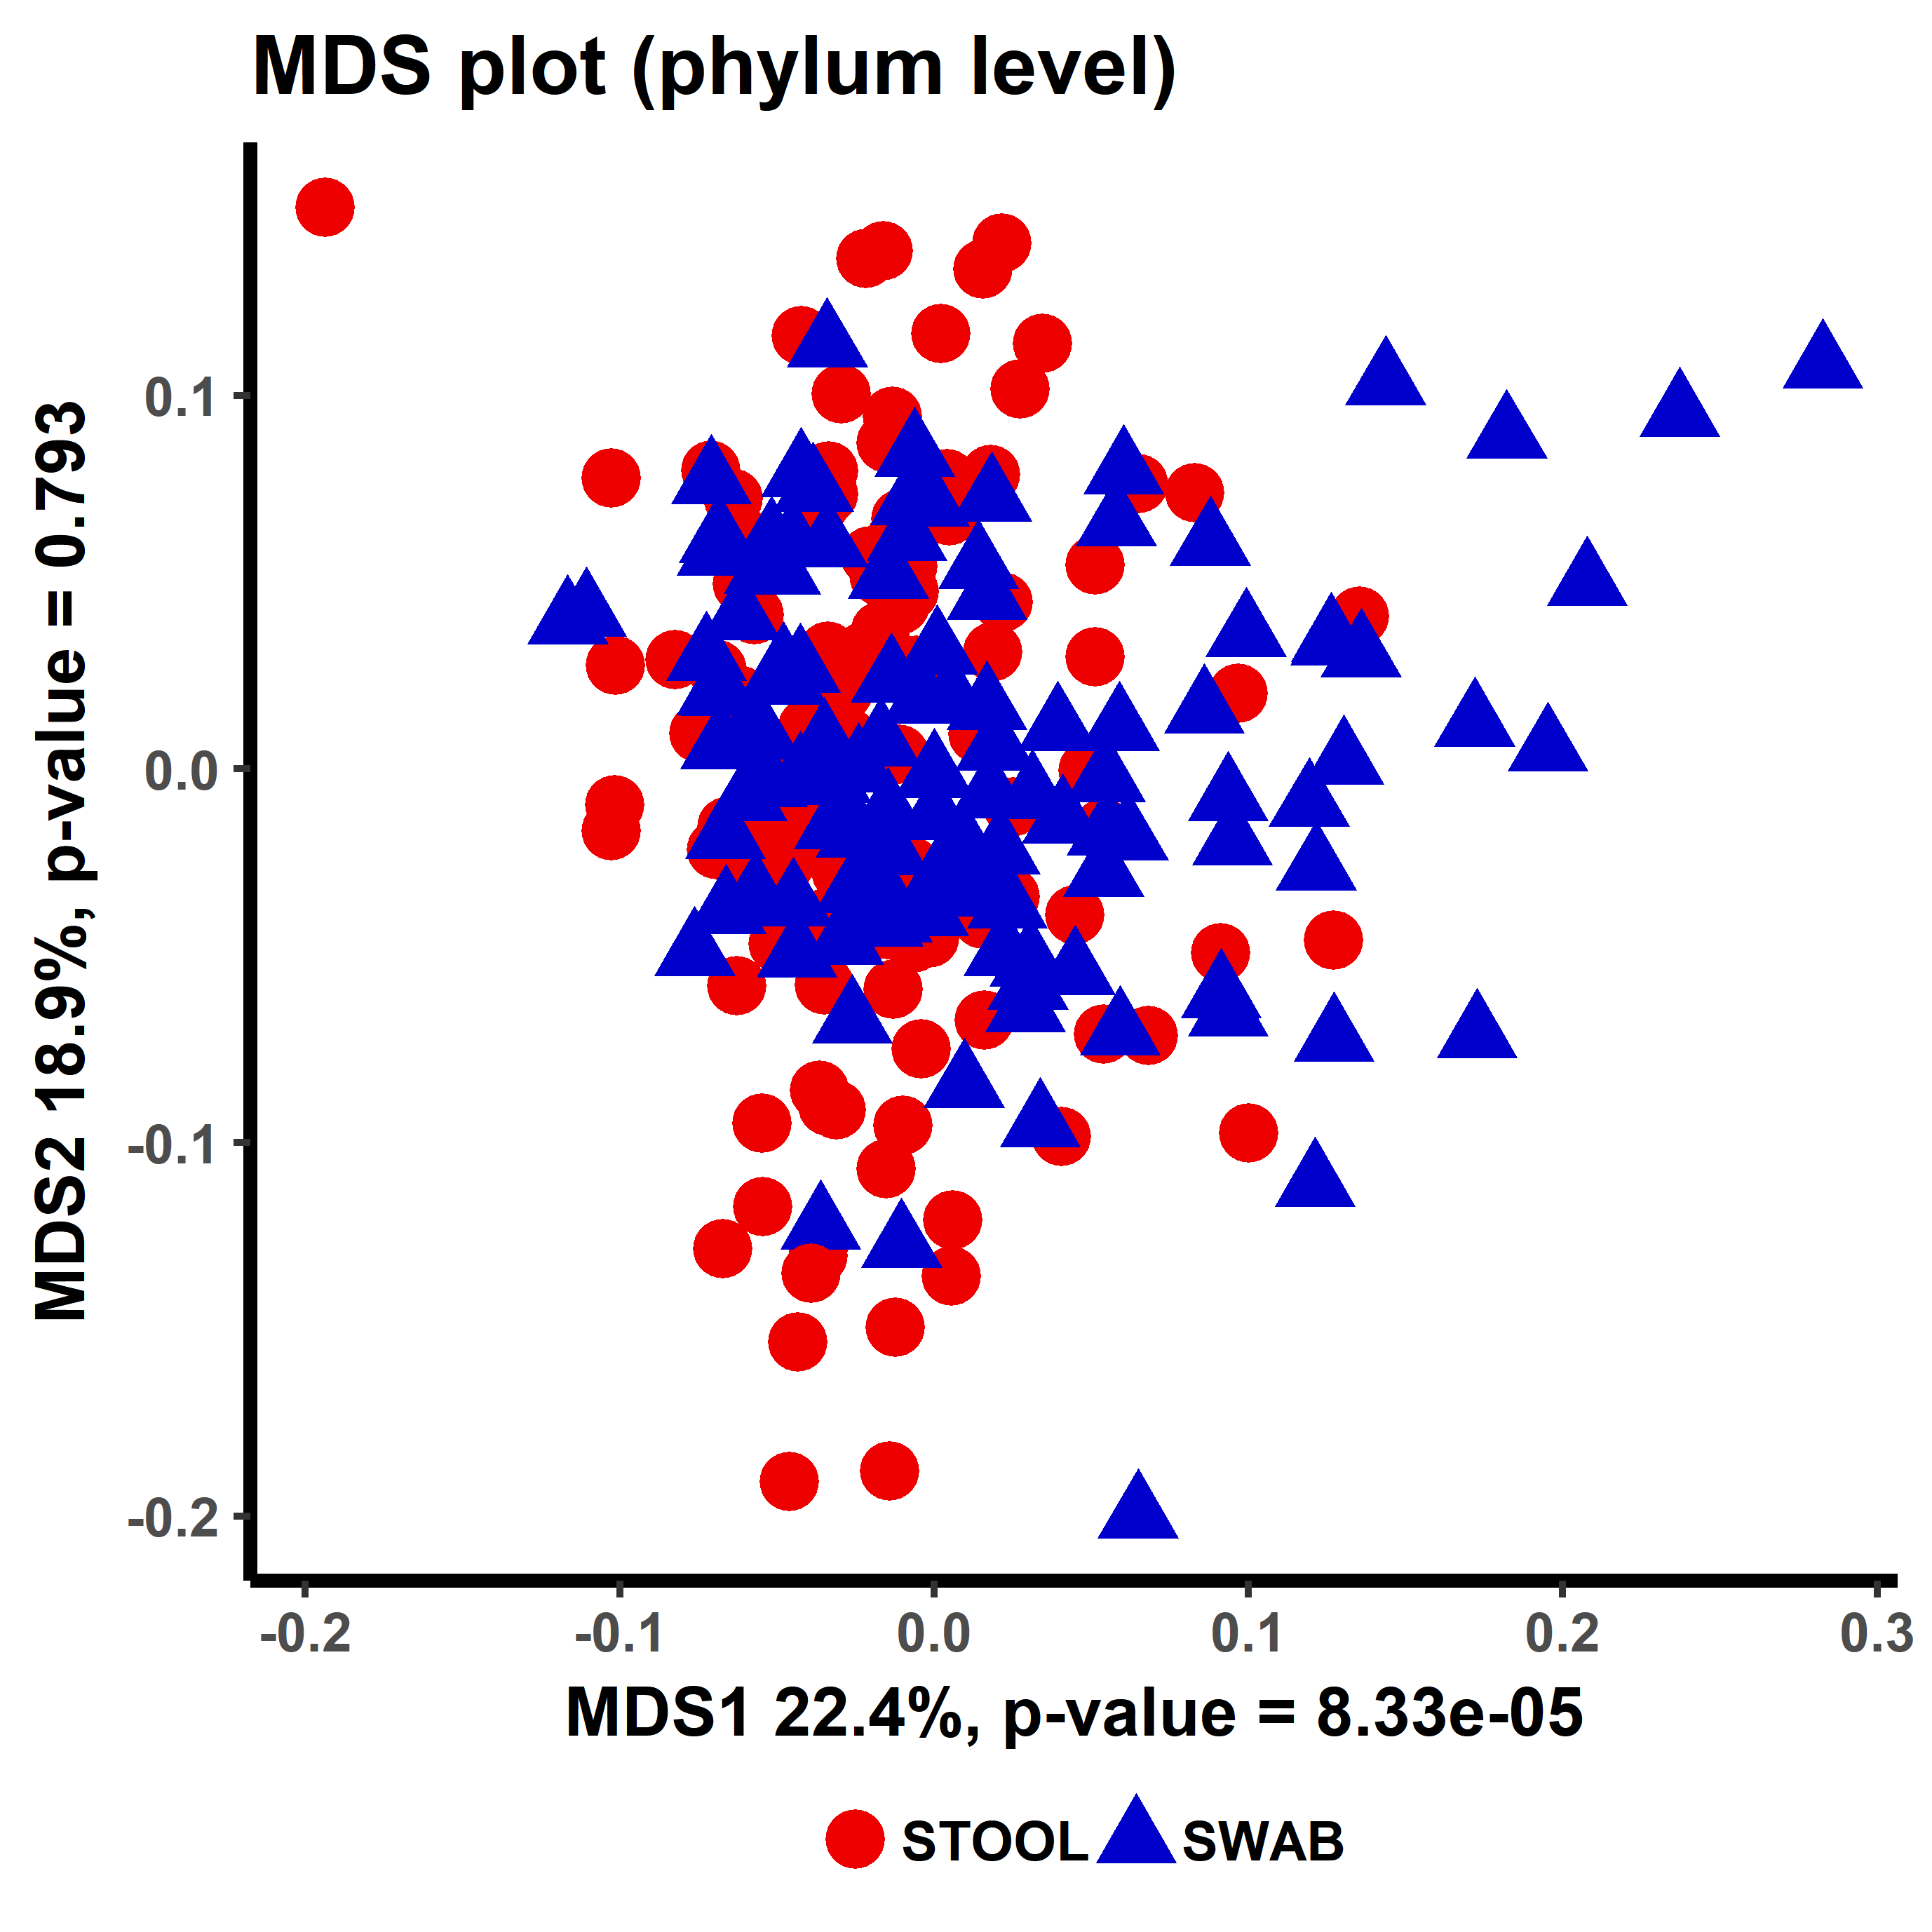 MDS plot (phylum level)
MDS2 18.9%, p-value = 0.793
0.1
0.0
-0.1
-0.2
-0.2 -0.1 0.0 0.1 0.2 0.3
MDS1 22.4%, p-value = 8.33e-05
STOOL SWAB